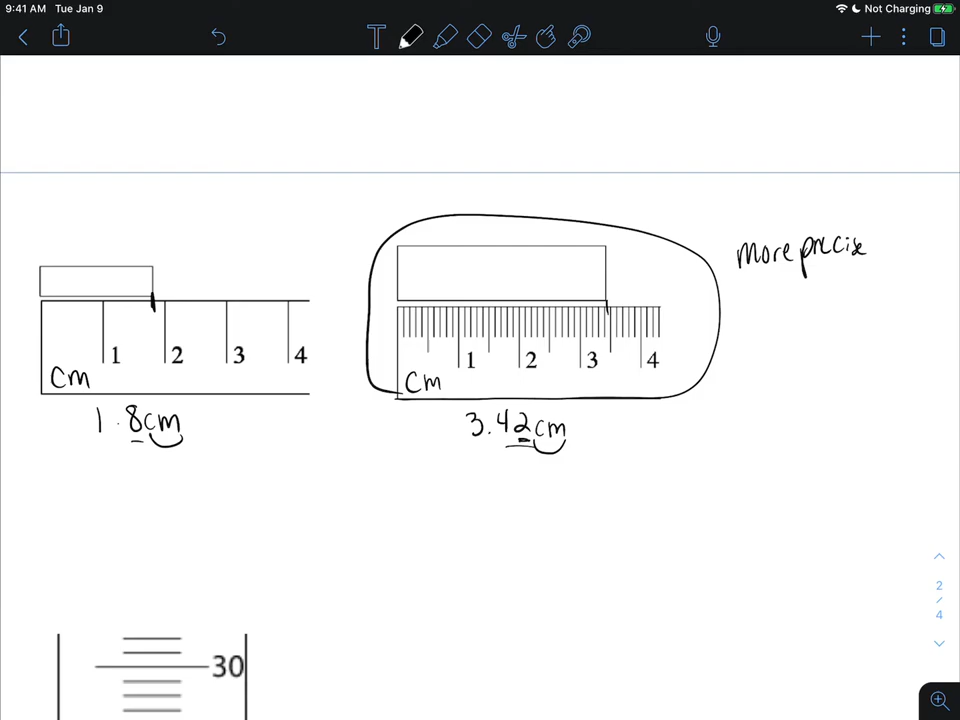 9:41 AM Tue Jan 9
Not Charging
T
more precise
1 2 3 4
cm
1.8cm
1 2 3 4
cm
3.42cm
2
/
4
30